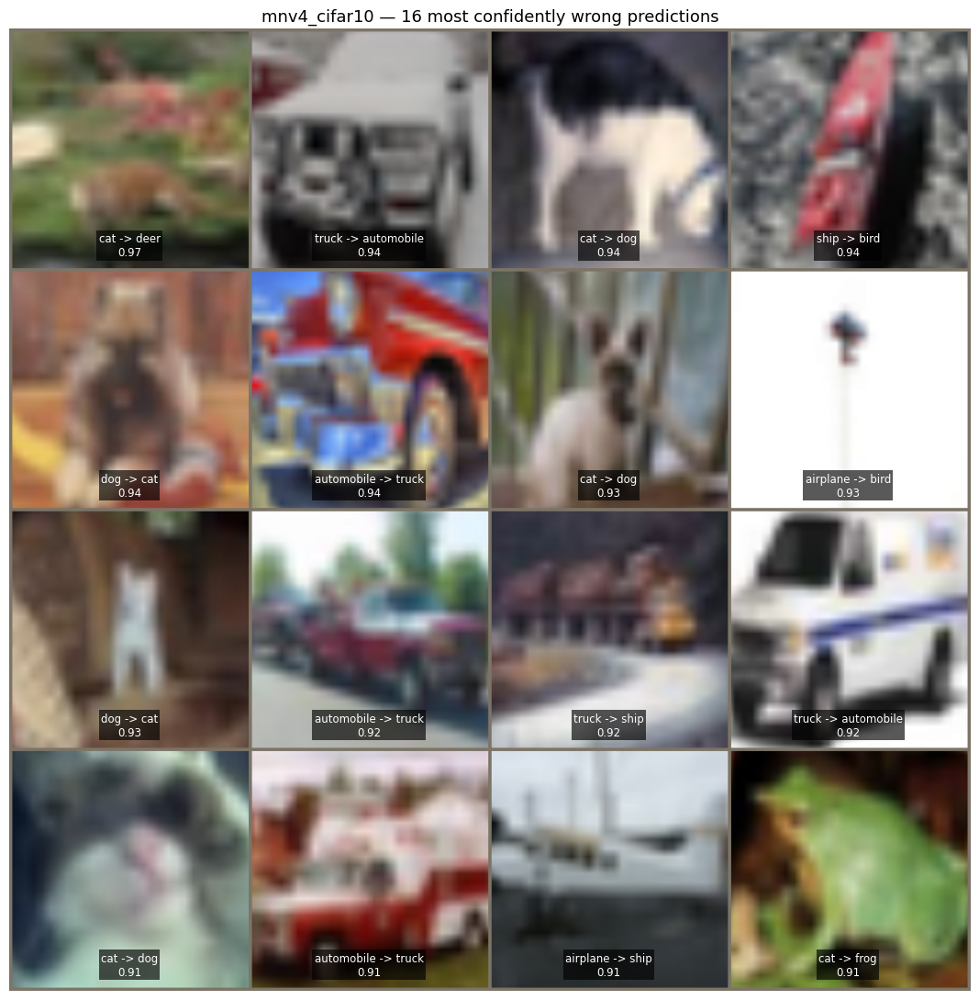 mnv4_cifar10 — 16 most confidently wrong predictions
cat -> deer
0.97
truck -> automobile
0.94
cat -> dog
0.94
ship -> bird
0.94
dog -> cat
0.94
automobile -> truck
0.94
cat -> dog
0.93
airplane -> bird
0.93
dog -> cat
0.93
automobile -> truck
0.92
truck -> ship
0.92
truck -> automobile
0.92
cat -> dog
0.91
automobile -> truck
0.91
airplane -> ship
0.91
cat -> frog
0.91